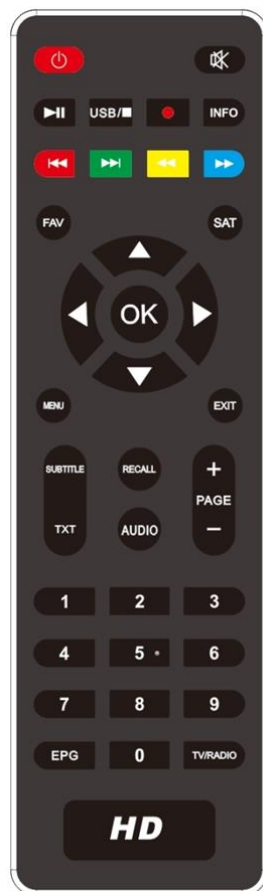 USB/■ INFO
FAV SAT
OK
MENU EXIT
SUBTITLE RECALL +
PAGE
TXT AUDIO −
1 2 3
4 5 6
7 8 9
EPG 0 TV/RADIO
HD